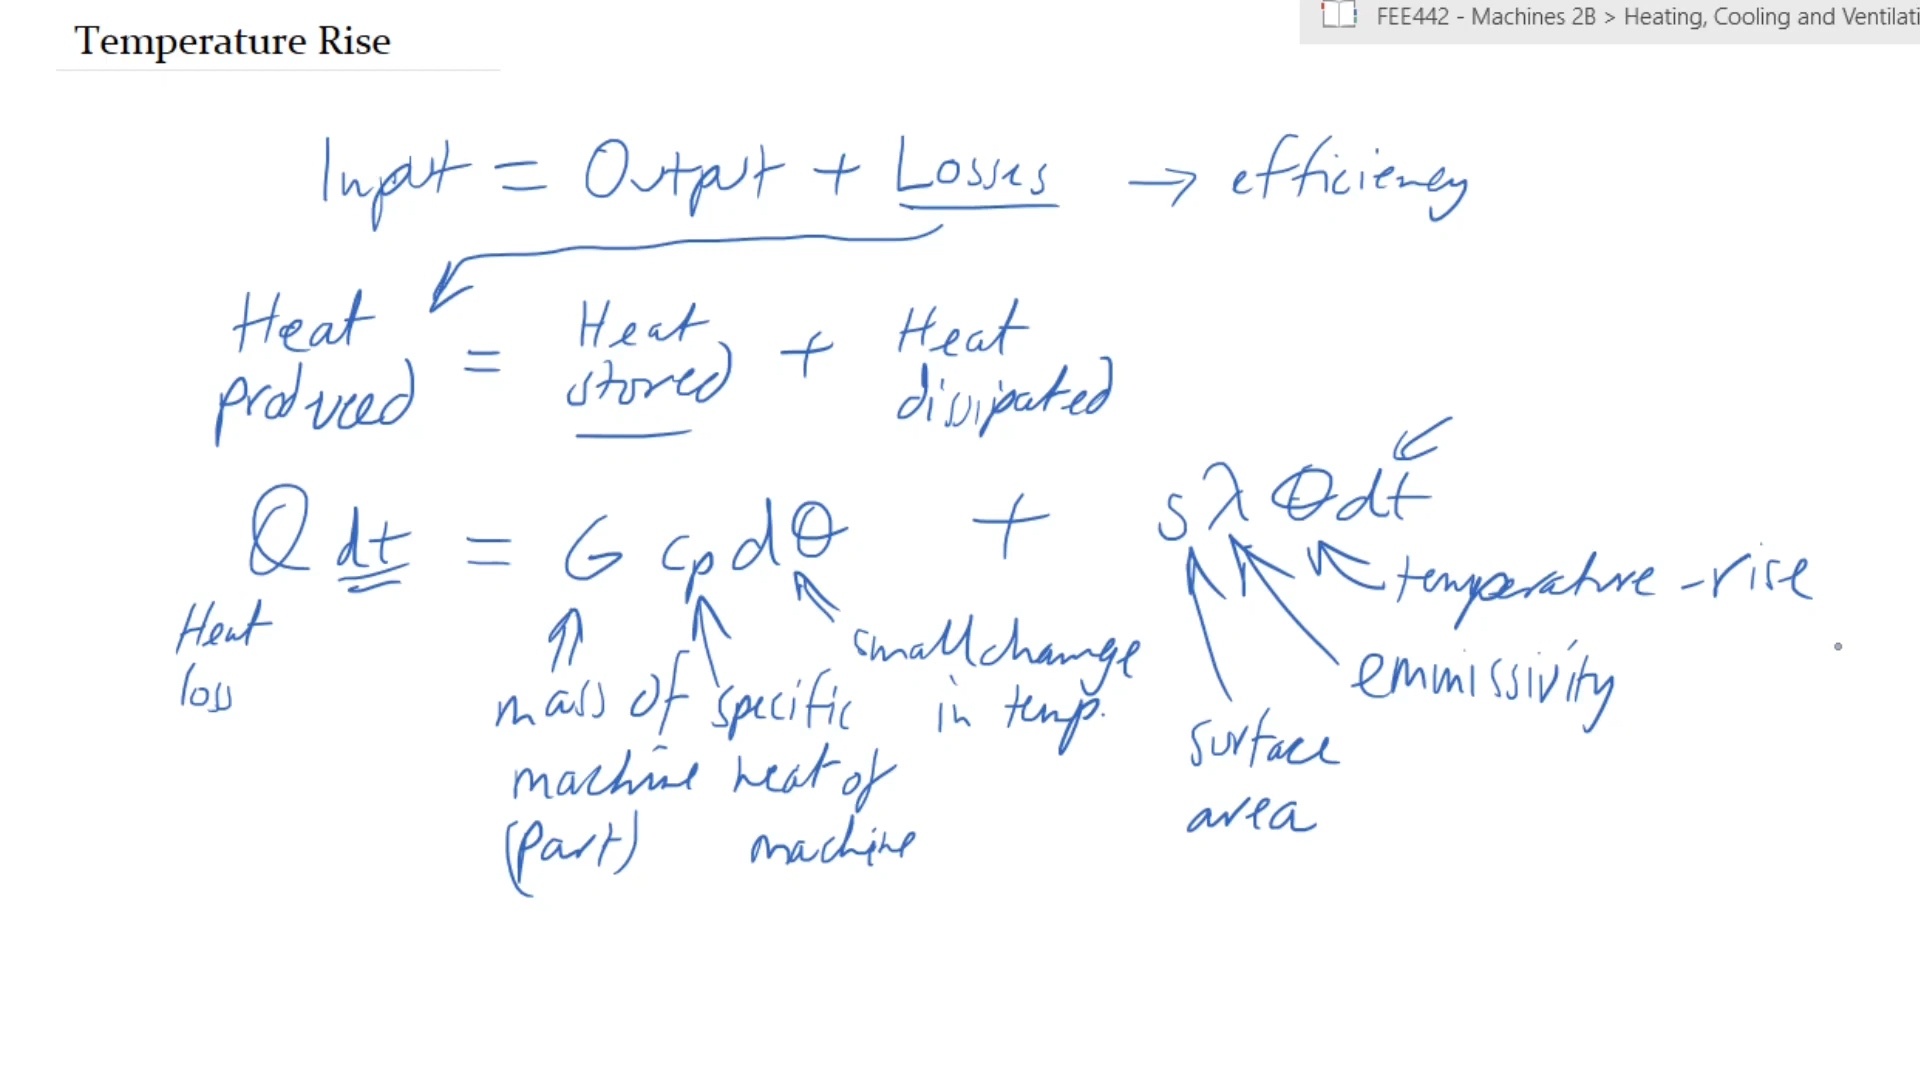 Temperature Rise
FEE442 - Machines 2B > Heating, Cooling and Ventilati
Input = Output + Losses → efficiency
Heat produced = Heat stored + Heat dissipated
Q dt = G cp dθ + sλθdt
Heat
loss
mass of
machine
(part)
specific
heat of
machine
small change
in temp.
surface
area
emmissivity
temperature-rise